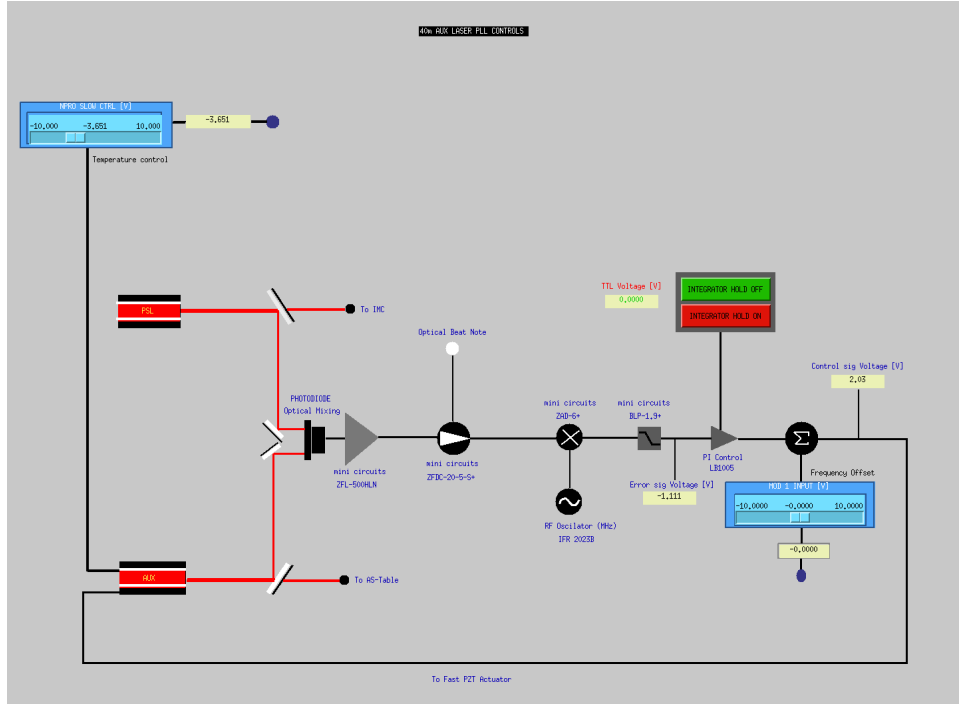 40m AUX LASER PLL CONTROLS
NPRO SLOW CTRL [V]
-10.000 -3.651 10.000
-3.651
Temperature control
PSL
To IMC
TTL Voltage [V]
0.0000
INTEGRATOR HOLD OFF
INTEGRATOR HOLD ON
Optical Beat Note
Control sig Voltage [V]
2.03
PHOTODIODE
Optical Mixing
mini circuits
ZAD-6+
mini circuits
BLP-1.9+
mini circuits
ZFL-500HLN
mini circuits
ZFDC-20-5-S+
PI Control
LB1005
Σ
Error sig Voltage [V]
-1.111
Frequency Offset
MOD 1 INPUT [V]
-10.0000 -0.0000 10.0000
-0.0000
RF Oscilator (MHz)
IFR 2023B
AUX
To AS-Table
To Fast PZT Actuator